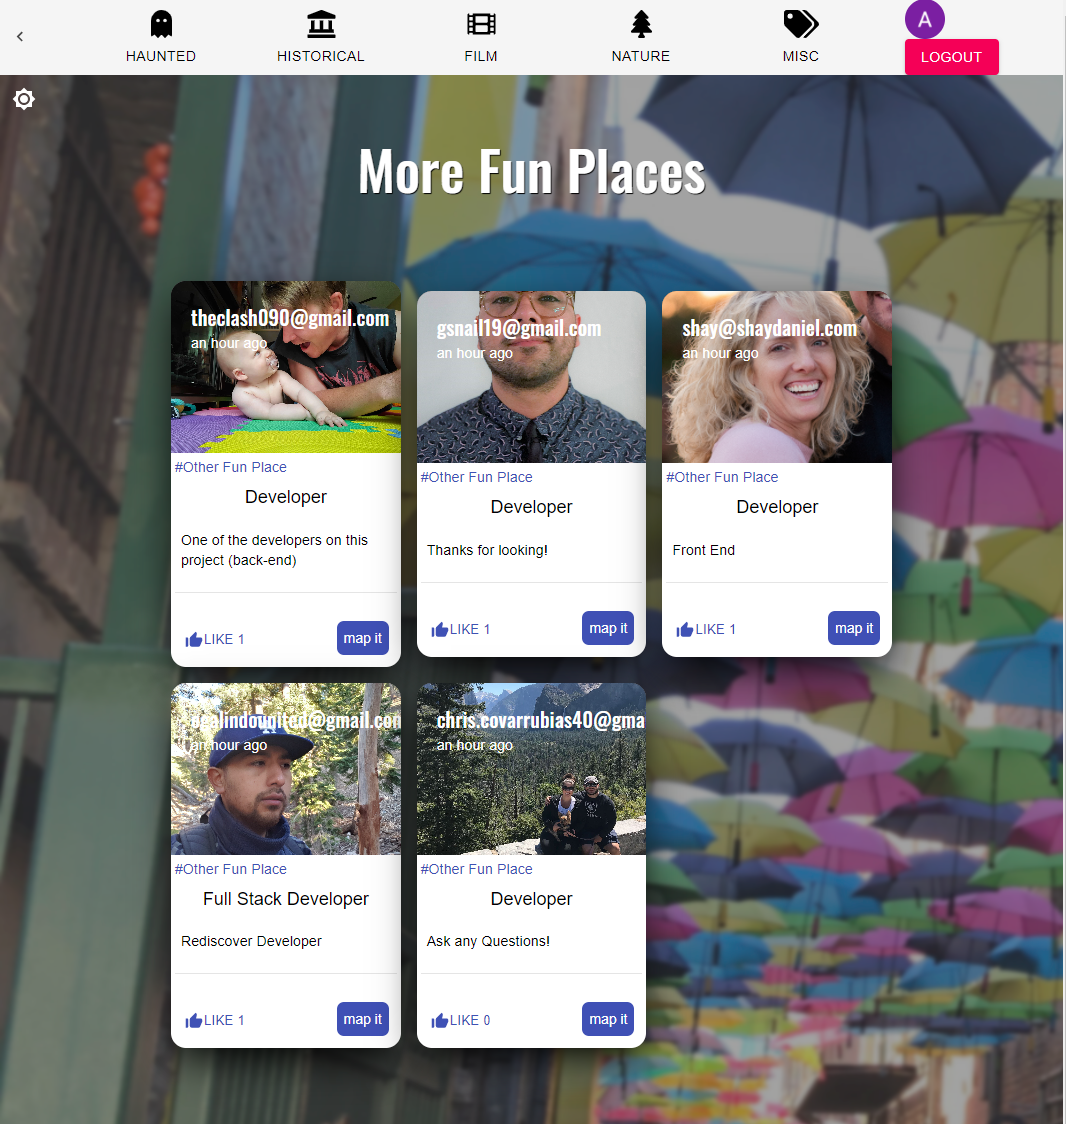 HAUNTED
HISTORICAL
FILM
NATURE
MISC
A
LOGOUT
More Fun Places
theclash090@gmail.com
an hour ago
#Other Fun Place
Developer
One of the developers on this
project (back-end)
LIKE 1
map it
gsnail19@gmail.com
an hour ago
#Other Fun Place
Developer
Thanks for looking!
LIKE 1
map it
shay@shaydaniel.com
an hour ago
#Other Fun Place
Developer
Front End
LIKE 1
map it
an hour ago
#Other Fun Place
Full Stack Developer
Rediscover Developer
LIKE 1
map it
chris.covarrubias40@gma
an hour ago
#Other Fun Place
Developer
Ask any Questions!
LIKE 0
map it